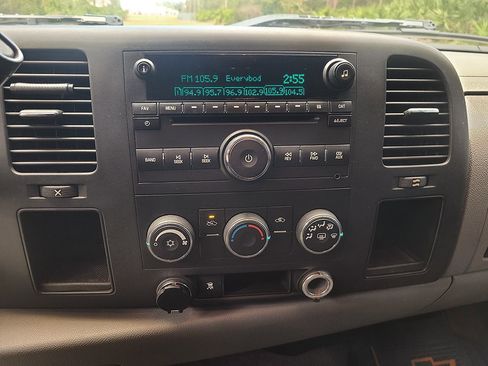 FM 105.9 Everybod 2:55
1 94.9 95.7 96.9 102.9 105.9 104.5
FAV MENU CAT
EJECT
BAND SEEK SEEK REV FWD AUX